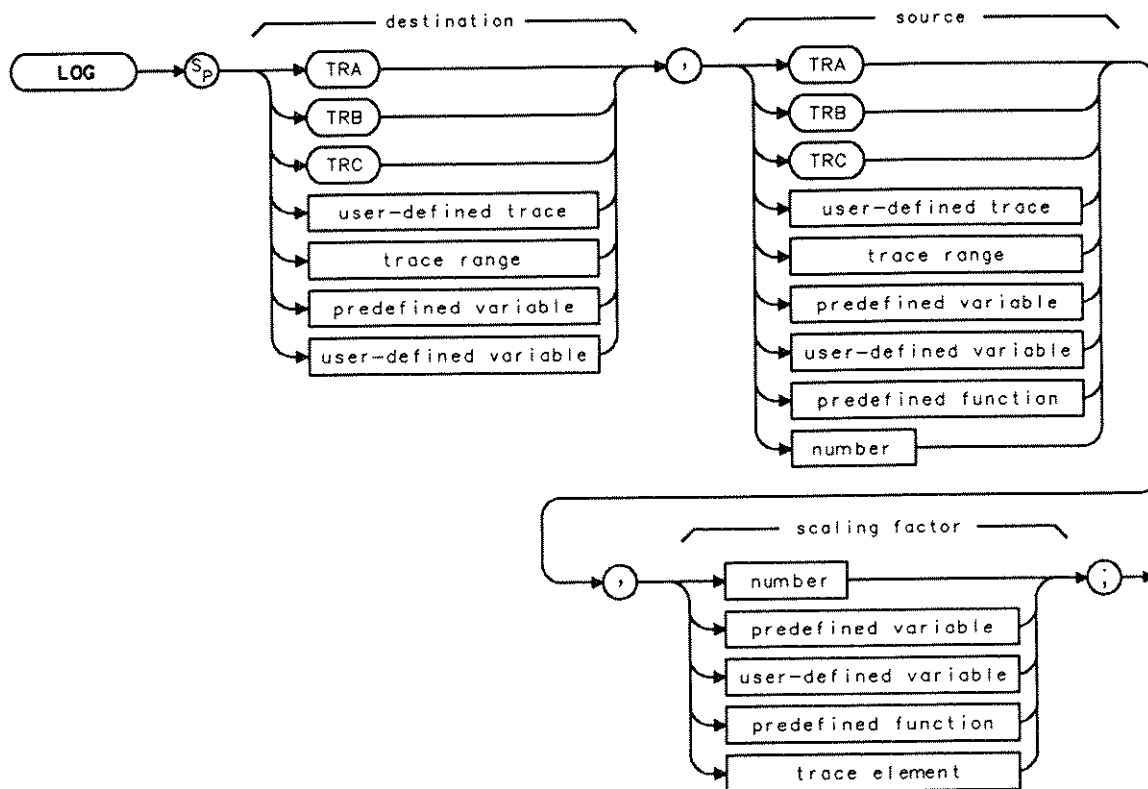 destination
source
LOG
SP
TRA
TRB
TRC
user-defined trace
trace range
predefined variable
user-defined variable
,
TRA
TRB
TRC
user-defined trace
trace range
predefined variable
user-defined variable
predefined function
number
scaling factor
,
number
predefined variable
user-defined variable
predefined function
trace element
;